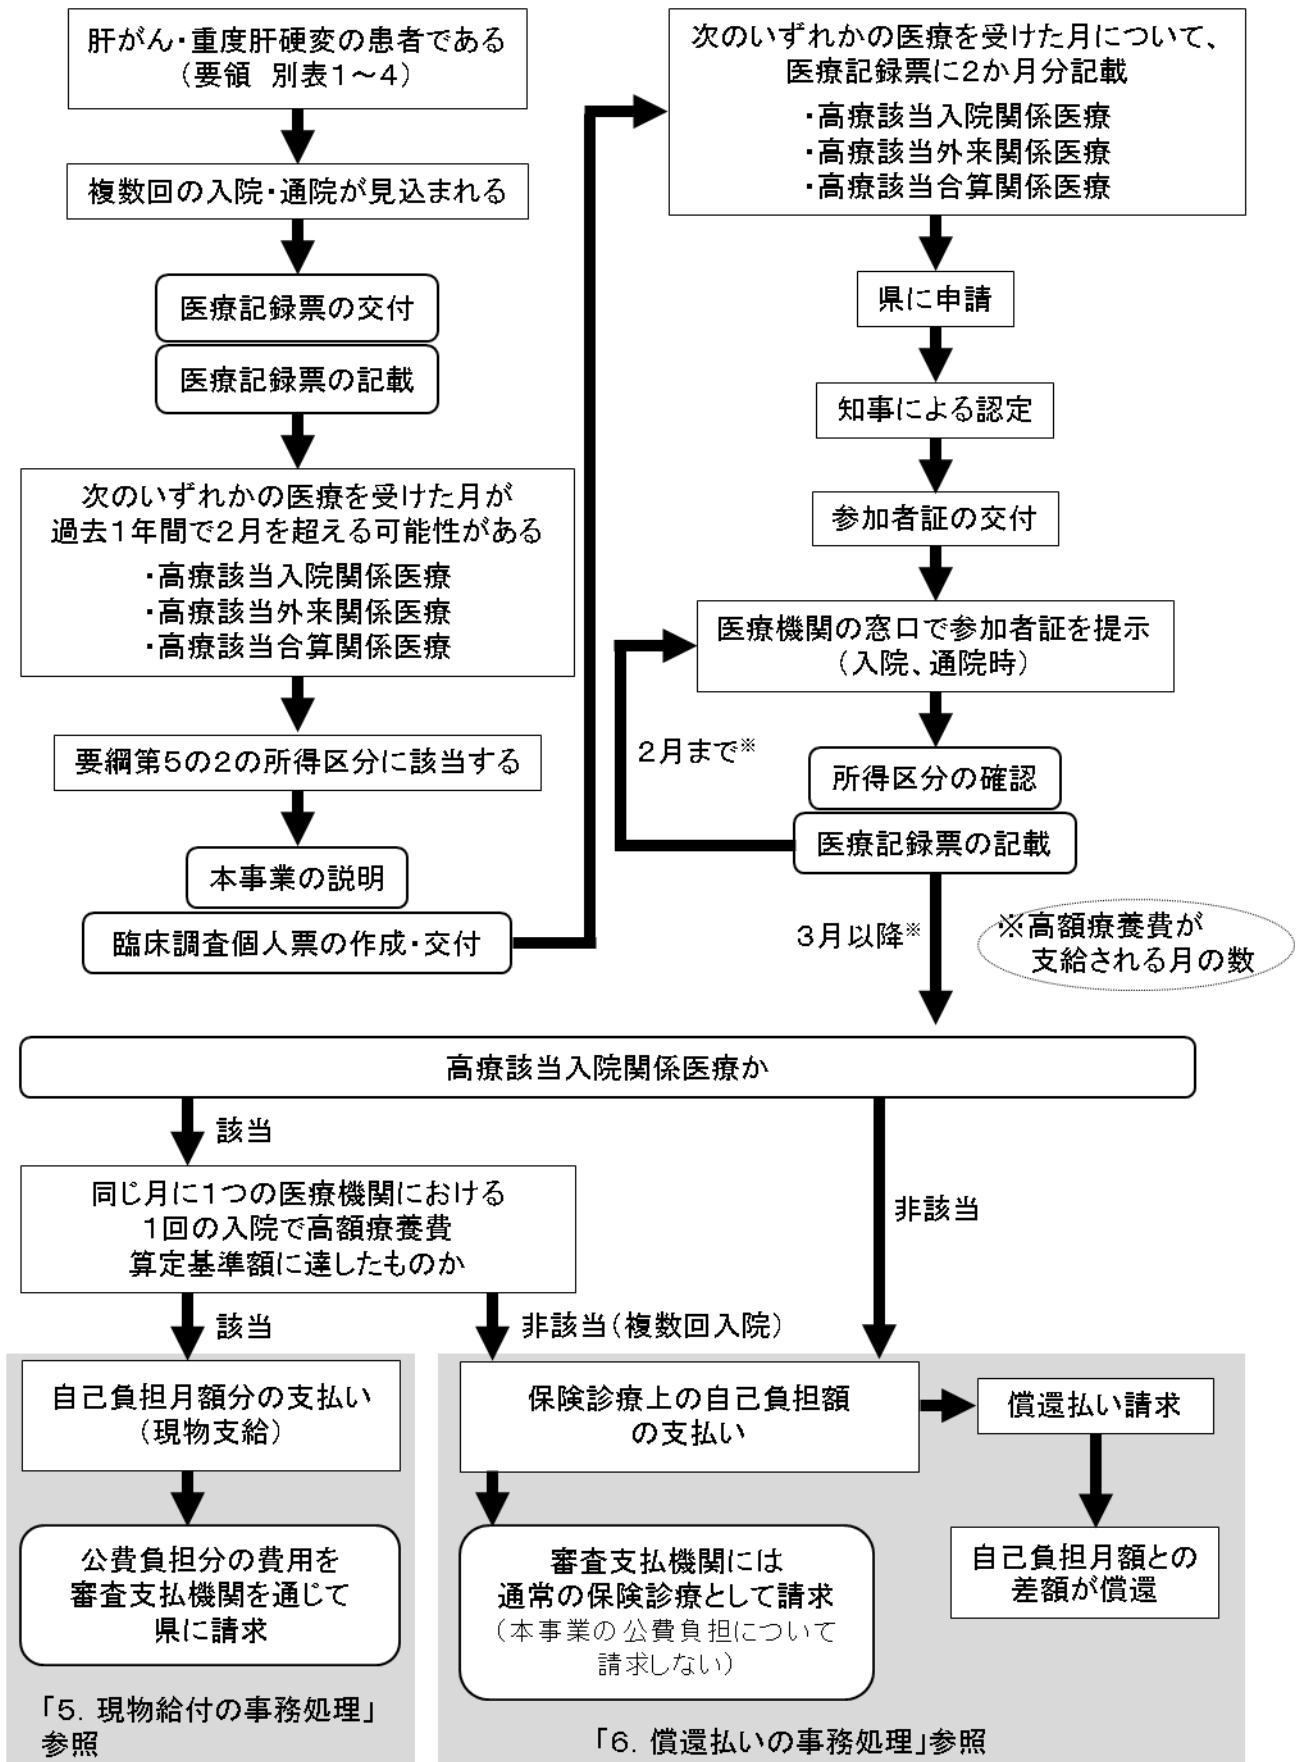 肝がん・重度肝硬変の患者である
（要領　別表１～４）
複数回の入院・通院が見込まれる
医療記録票の交付
医療記録票の記載
次のいずれかの医療を受けた月が
過去１年間で２月を超える可能性がある
・高療該当入院関係医療
・高療該当外来関係医療
・高療該当合算関係医療
要綱第５の２の所得区分に該当する
本事業の説明
臨床調査個人票の作成・交付
次のいずれかの医療を受けた月について、
医療記録票に２か月分記載
・高療該当入院関係医療
・高療該当外来関係医療
・高療該当合算関係医療
県に申請
知事による認定
参加者証の交付
医療機関の窓口で参加者証を提示
（入院、通院時）
２月まで※
所得区分の確認
医療記録票の記載
３月以降※
※高額療養費が
支給される月の数
高療該当入院関係医療か
該当
非該当
同じ月に１つの医療機関における
１回の入院で高額療養費
算定基準額に達したものか
該当
非該当（複数回入院）
自己負担月額分の支払い
（現物支給）
公費負担分の費用を
審査支払機関を通じて
県に請求
「５．現物給付の事務処理」
参照
保険診療上の自己負担額
の支払い
償還払い請求
審査支払機関には
通常の保険診療として請求
（本事業の公費負担について
請求しない）
自己負担月額との
差額が償還
「６．償還払いの事務処理」参照